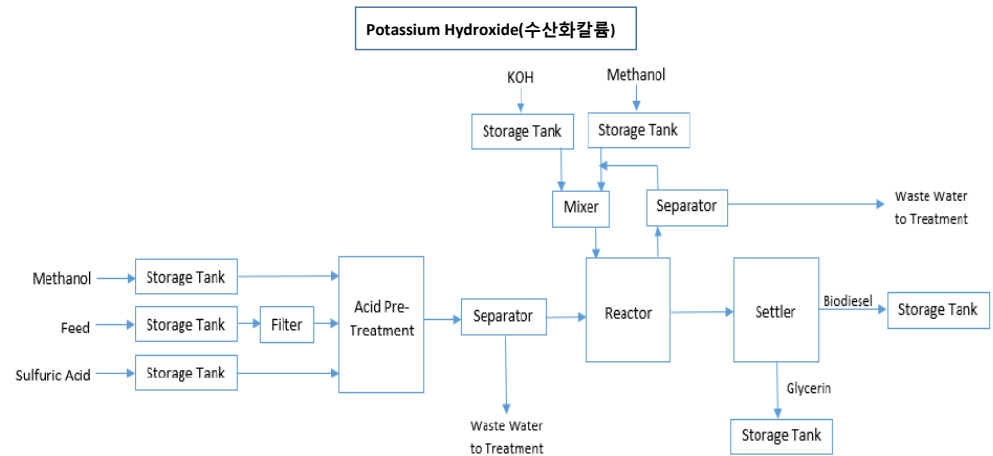 Potassium Hydroxide(수산화칼륨)
KOH
Methanol
Storage Tank
Storage Tank
Mixer
Separator
Waste Water
to Treatment
Methanol
Storage Tank
Feed
Storage Tank
Filter
Sulfuric Acid
Storage Tank
Acid Pre-
Treatment
Separator
Waste Water
to Treatment
Reactor
Settler
Biodiesel
Storage Tank
Glycerin
Storage Tank